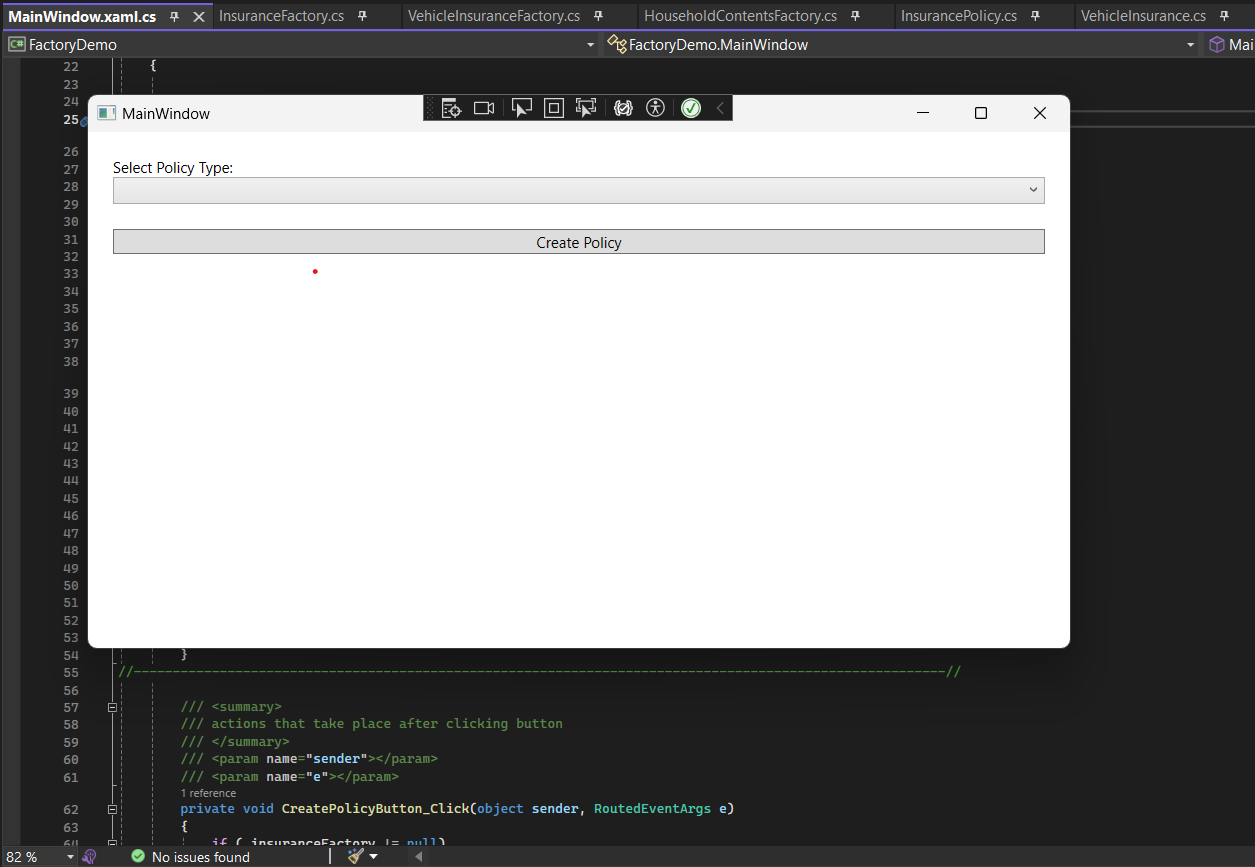 MainWindow.xaml.cs InsuranceFactory.cs VehicleInsuranceFactory.cs HouseholdContentsFactory.cs InsurancePolicy.cs VehicleInsurance.cs
C# FactoryDemo FactoryDemo.MainWindow Mai
22 {
23
24
25
MainWindow
26
27
Select Policy Type:
28
29
30
31
Create Policy
32
33
34
35
36
37
38
39
40
41
42
43
44
45
46
47
48
49
50
51
52
53
54 }
55 //--------------------------------------------------------------------------------------------------------//
56
57 /// <summary>
58 /// actions that take place after clicking button
59 /// </summary>
60 /// <param name="sender"></param>
61 /// <param name="e"></param>
1 reference
62 private void CreatePolicyButton_Click(object sender, RoutedEventArgs e)
63 {
64 if (_insuranceFactory != null)
82 % No issues found